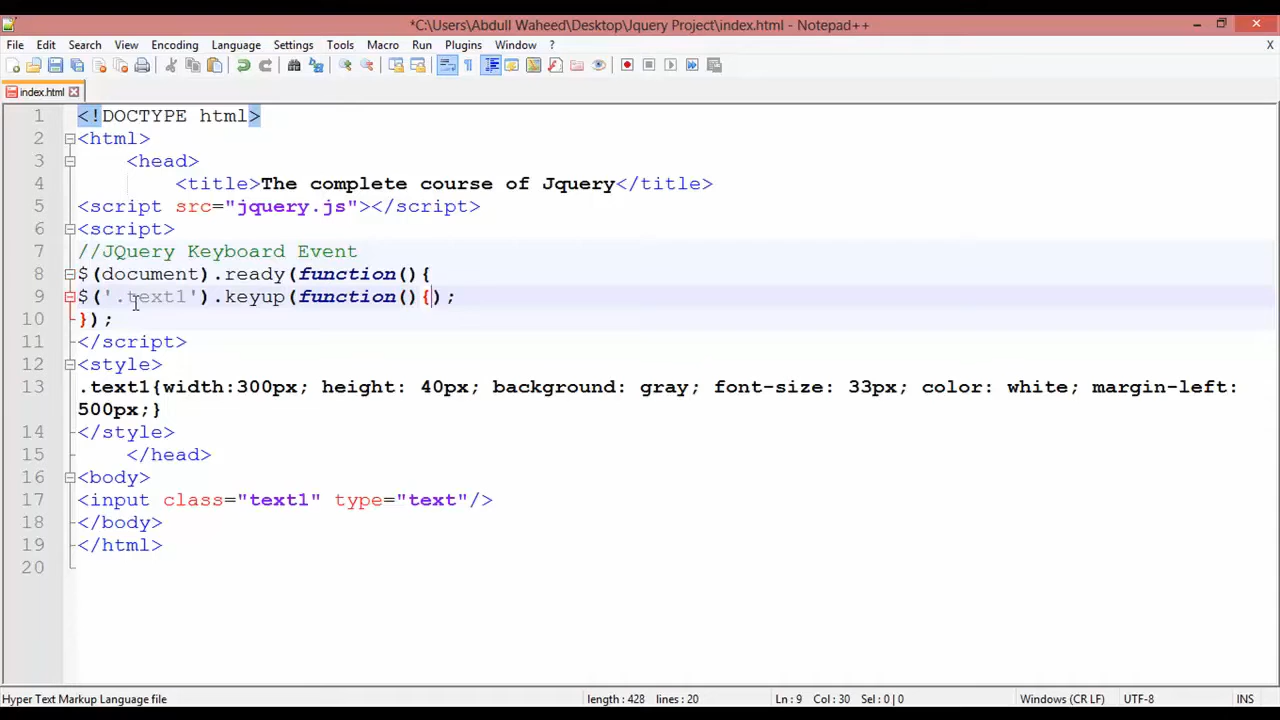 *C:\Users\Abdull Waheed\Desktop\Jquery Project\index.html - Notepad++
File Edit Search View Encoding Language Settings Tools Macro Run Plugins Window ? X
index.html
1 <!DOCTYPE html>
2 <html>
3 <head>
4 <title>The complete course of Jquery</title>
5 <script src="jquery.js"></script>
6 <script>
7 //JQuery Keyboard Event
8 $(document).ready(function(){
9 $('.text1').keyup(function(){);
10 });
11 </script>
12 <style>
13 .text1{width:300px; height: 40px; background: gray; font-size: 33px; color: white; margin-left:
500px;}
14 </style>
15 </head>
16 <body>
17 <input class="text1" type="text"/>
18 </body>
19 </html>
20
Hyper Text Markup Language file length : 428 lines : 20 Ln : 9 Col : 30 Sel : 0 | 0 Windows (CR LF) UTF-8 INS